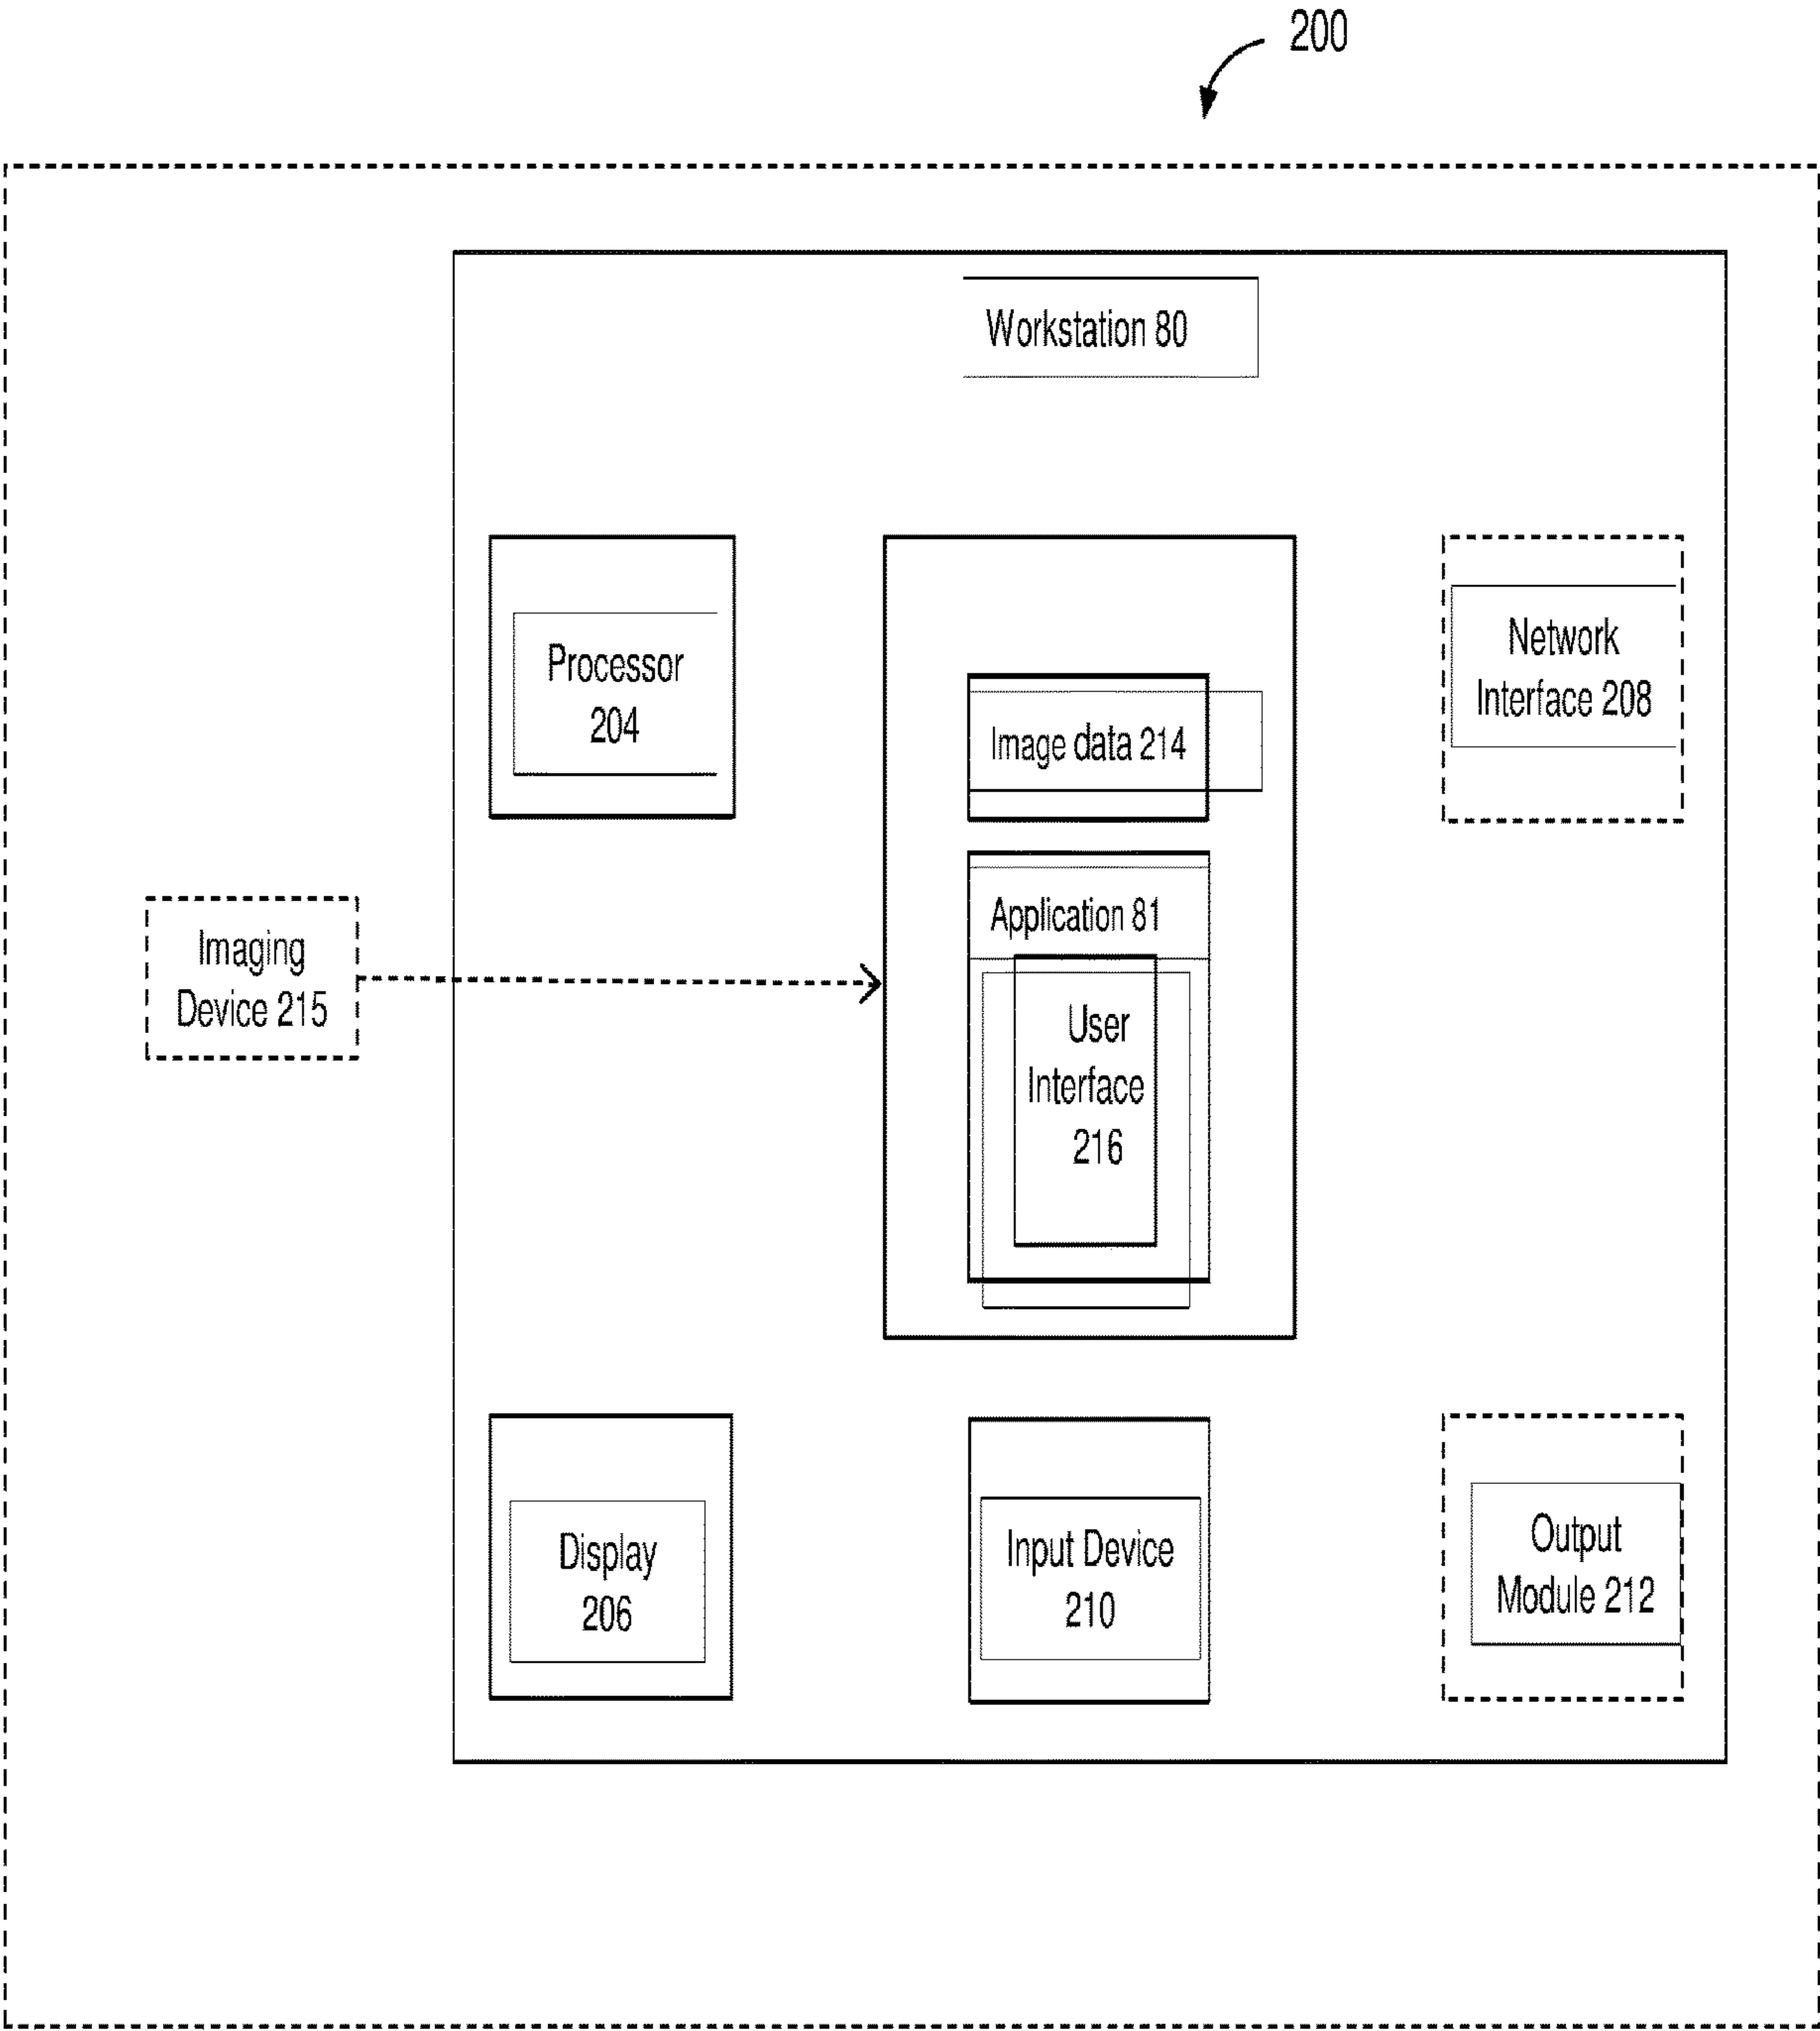 200
Workstation 80
Processor
204
Image data 214
Network
Interface 208
Application 81
Imaging
Device 215
User
Interface
216
Display
206
Input Device
210
Output
Module 212